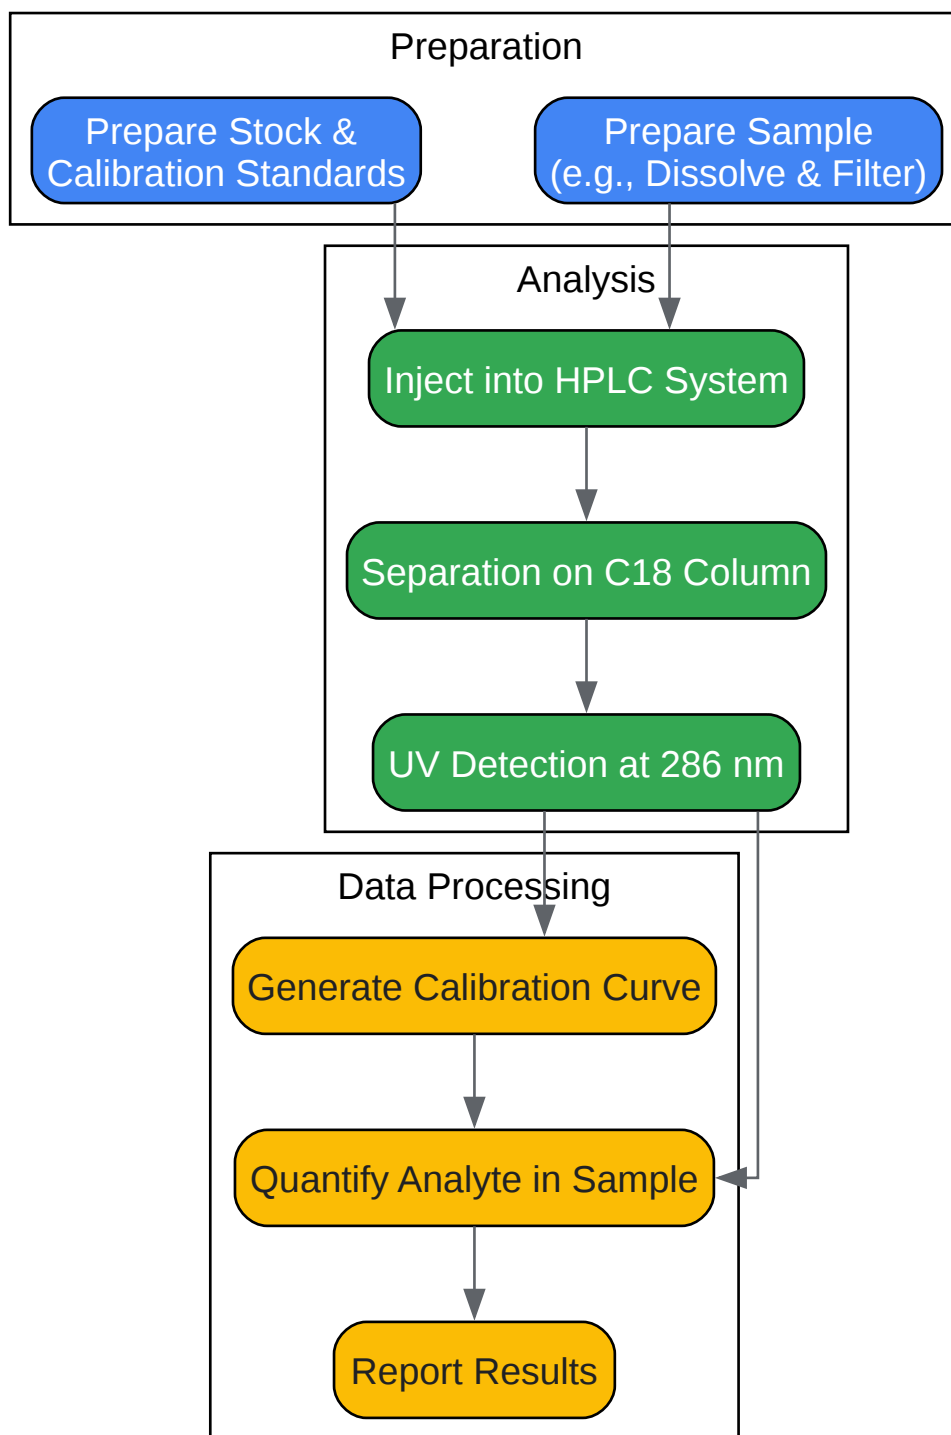 Preparation
Prepare Stock &
Calibration Standards
Prepare Sample
(e.g., Dissolve & Filter)
Analysis
Inject into HPLC System
Separation on C18 Column
UV Detection at 286 nm
Data Processing
Generate Calibration Curve
Quantify Analyte in Sample
Report Results